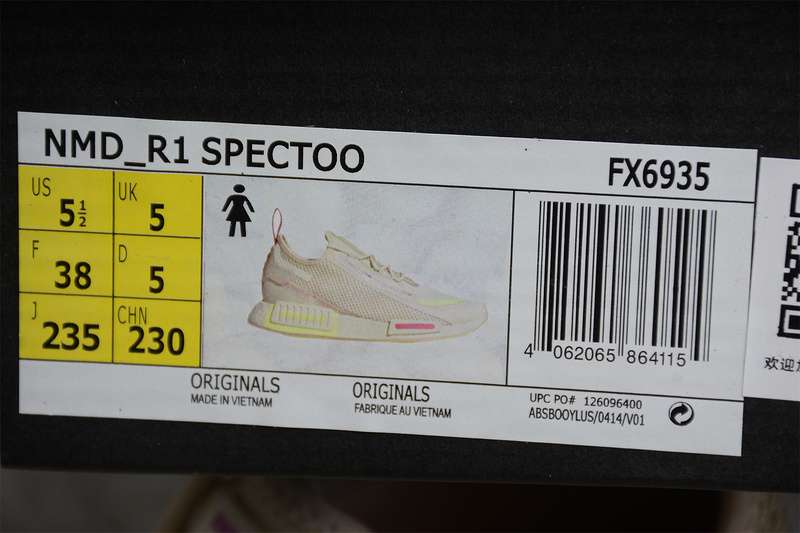 NMD_R1 SPECTOO
FX6935
US 5½
UK 5
F 38
D 5
J 235
CHN 230
4 062065 864115
ORIGINALS
MADE IN VIETNAM
ORIGINALS
FABRIQUE AU VIETNAM
UPC PO# 126096400
ABSBOOYLUS/0414/V01
欢迎